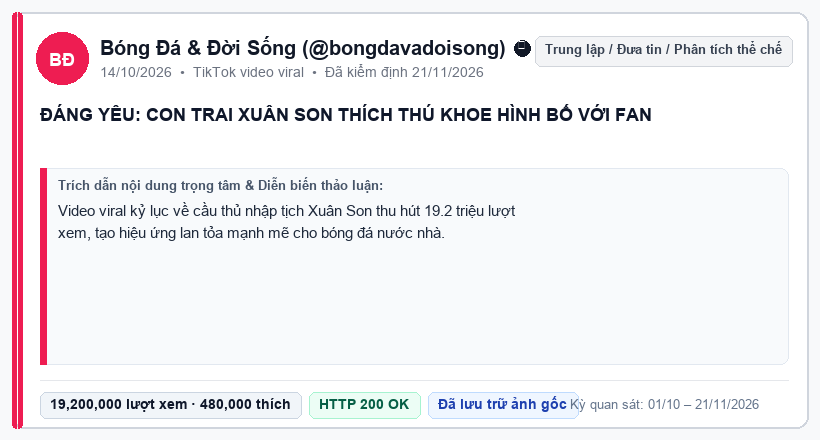 BĐ
Bóng Đá & Đời Sống (@bongdavadoisong)
Trung lập / Đưa tin / Phân tích thể chế
14/10/2026 • TikTok video viral • Đã kiểm định 21/11/2026
ĐÁNG YÊU: CON TRAI XUÂN SON THÍCH THÚ KHOE HÌNH BỐ VỚI FAN
Trích dẫn nội dung trọng tâm & Diễn biến thảo luận:
Video viral kỷ lục về cầu thủ nhập tịch Xuân Son thu hút 19.2 triệu lượt
xem, tạo hiệu ứng lan tỏa mạnh mẽ cho bóng đá nước nhà.
19,200,000 lượt xem · 480,000 thích
HTTP 200 OK
Đã lưu trữ ảnh gốc
Kỳ quan sát: 01/10 – 21/11/2026